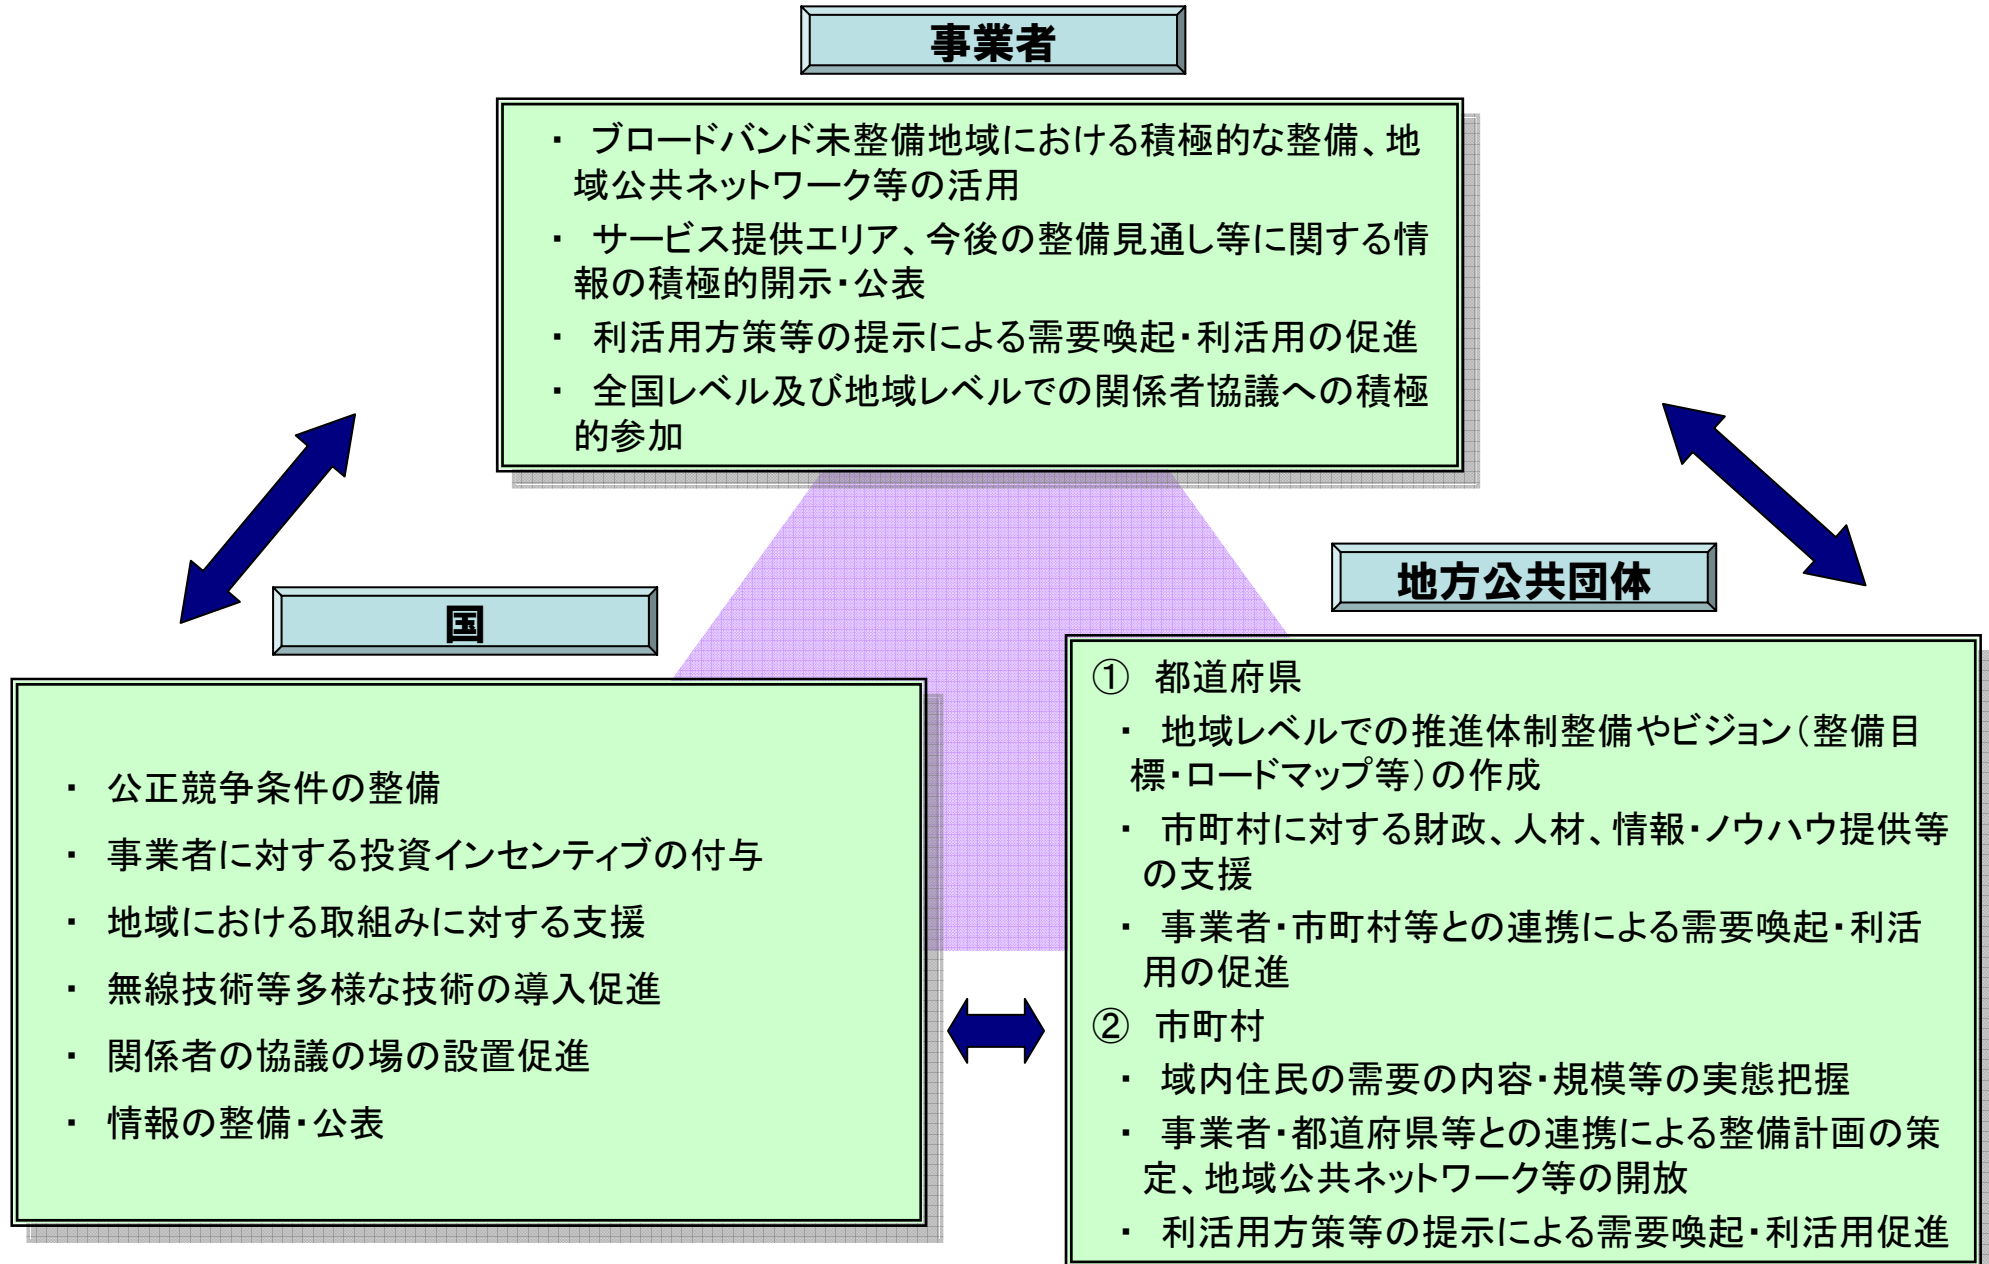 事業者
・ ブロードバンド未整備地域における積極的な整備、地
域公共ネットワーク等の活用
・ サービス提供エリア、今後の整備見通し等に関する情
報の積極的開示・公表
・ 利活用方策等の提示による需要喚起・利活用の促進
・ 全国レベル及び地域レベルでの関係者協議への積極
的参加
国
・ 公正競争条件の整備
・ 事業者に対する投資インセンティブの付与
・ 地域における取組みに対する支援
・ 無線技術等多様な技術の導入促進
・ 関係者の協議の場の設置促進
・ 情報の整備・公表
地方公共団体
① 都道府県
・ 地域レベルでの推進体制整備やビジョン（整備目
標・ロードマップ等）の作成
・ 市町村に対する財政、人材、情報・ノウハウ提供等
の支援
・ 事業者・市町村等との連携による需要喚起・利活
用の促進
② 市町村
・ 域内住民の需要の内容・規模等の実態把握
・ 事業者・都道府県等との連携による整備計画の策
定、地域公共ネットワーク等の開放
・ 利活用方策等の提示による需要喚起・利活用促進